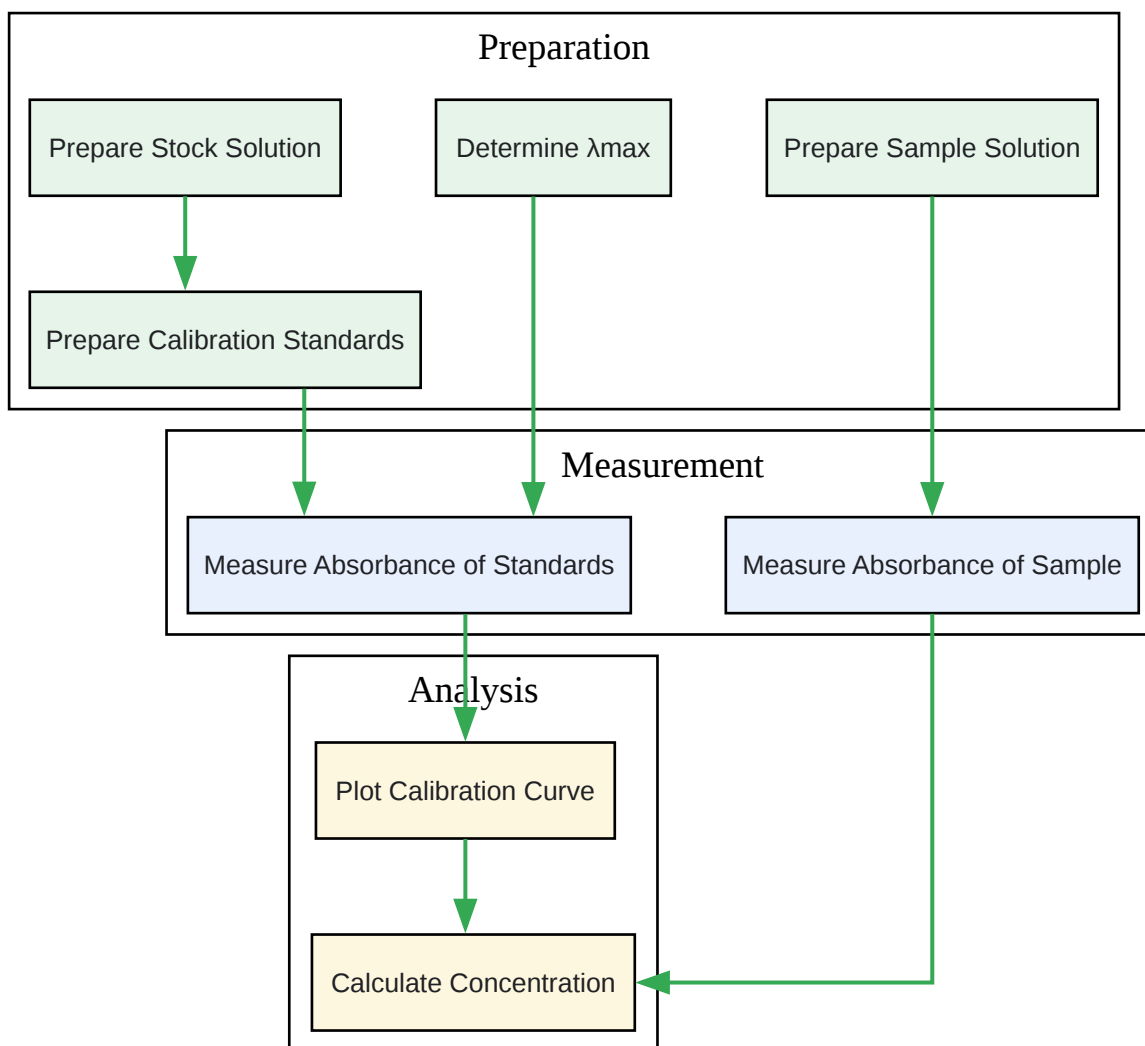 Preparation
Prepare Stock Solution
Determine λmax
Prepare Sample Solution
Prepare Calibration Standards
Measurement
Measure Absorbance of Standards
Measure Absorbance of Sample
Analysis
Plot Calibration Curve
Calculate Concentration